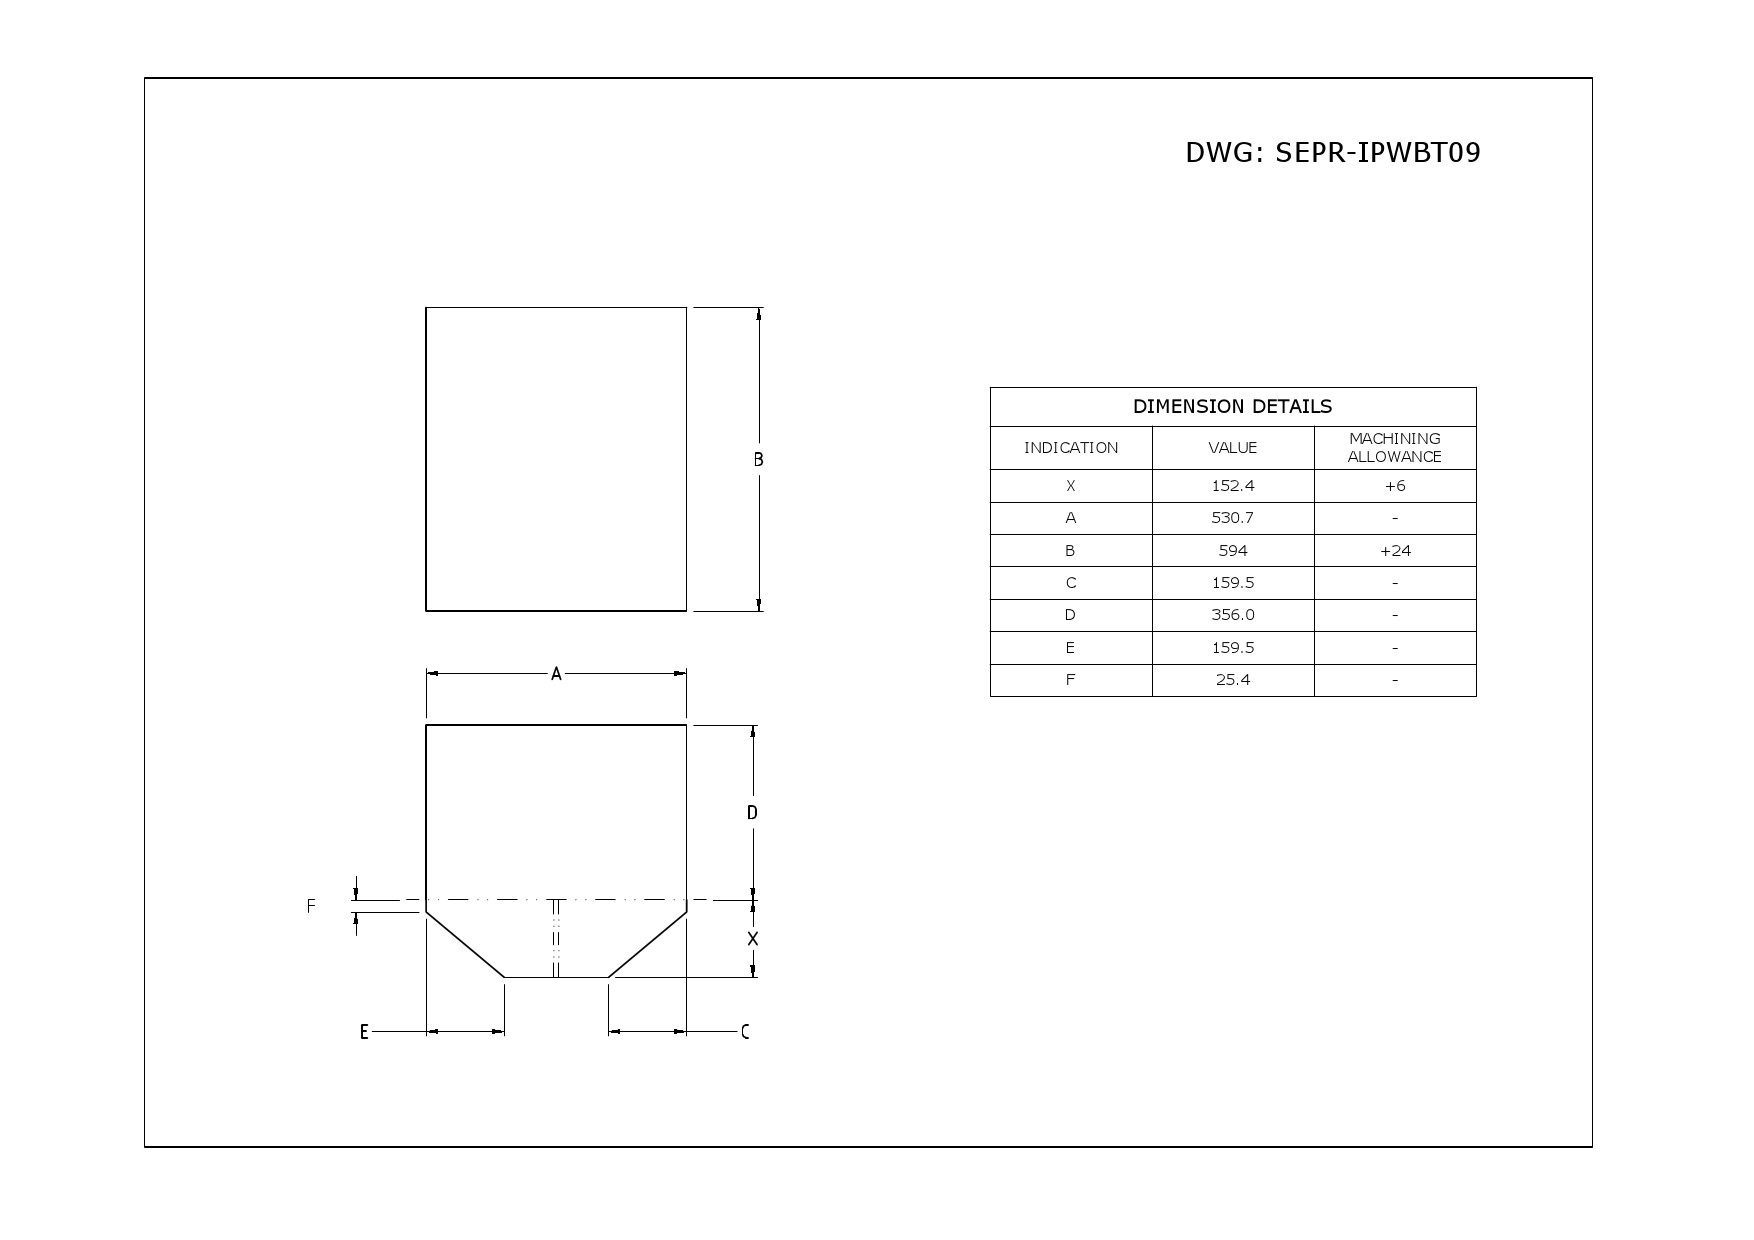 DWG: SEPR-IPWBT09
B
A
D
F
X
E
C
DIMENSION DETAILS
INDICATION VALUE MACHINING ALLOWANCE
X 152.4 +6
A 530.7 -
B 594 +24
C 159.5 -
D 356.0 -
E 159.5 -
F 25.4 -